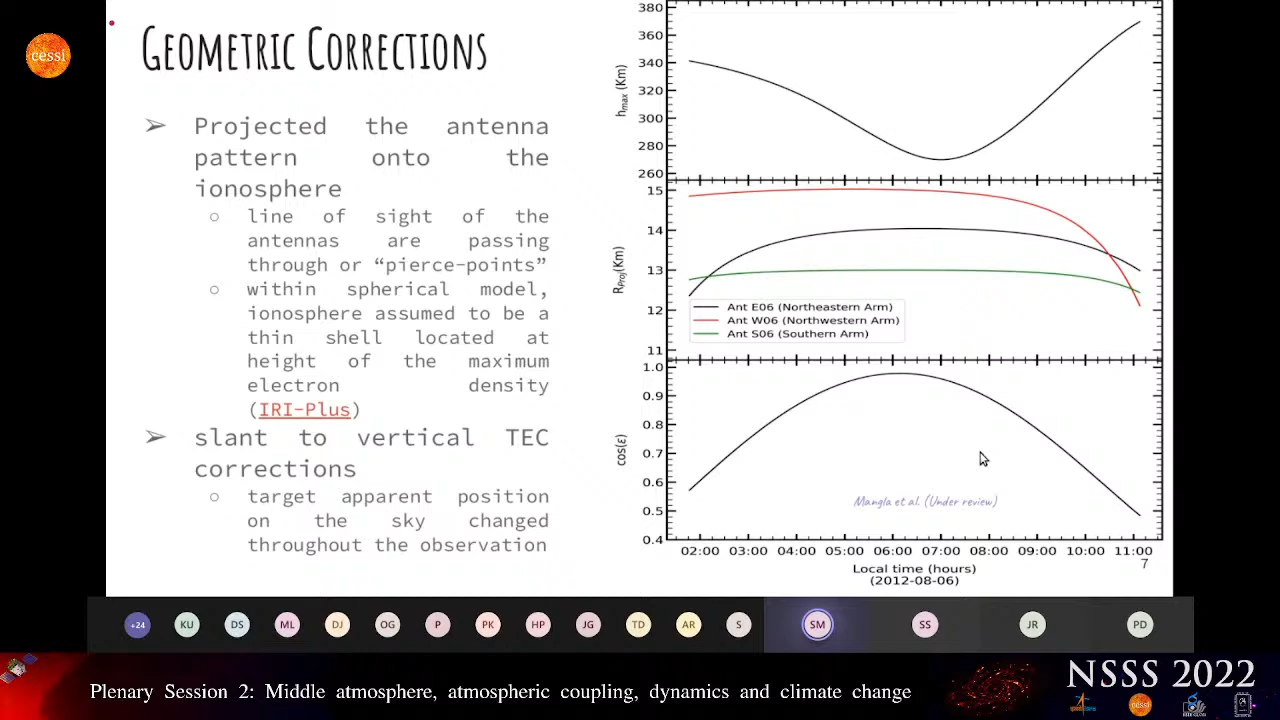 cessi
GEOMETRIC CORRECTIONS
➢ Projected the antenna
pattern onto the
ionosphere
○ line of sight of the
antennas are passing
through or “pierce-points”
○ within spherical model,
ionosphere assumed to be a
thin shell located at
height of the maximum
electron density
(IRI-Plus)
➢ slant to vertical TEC
corrections
○ target apparent position
on the sky changed
throughout the observation
380
360
340
320
300
280
260
hmax (Km)
15
14
13
12
11
RProj(Km)
Ant E06 (Northeastern Arm)
Ant W06 (Northwestern Arm)
Ant S06 (Southern Arm)
1.0
0.9
0.8
0.7
0.6
0.5
0.4
cos(ε)
Mangla et al. (Under review)
02:00 03:00 04:00 05:00 06:00 07:00 08:00 09:00 10:00 11:00
Local time (hours)
(2012-08-06)
7
+24 KU DS ML DJ OG P PK HP JG TD AR S SM SS JR PD
Plenary Session 2: Middle atmosphere, atmospheric coupling, dynamics and climate change
NSSS 2022
cessi